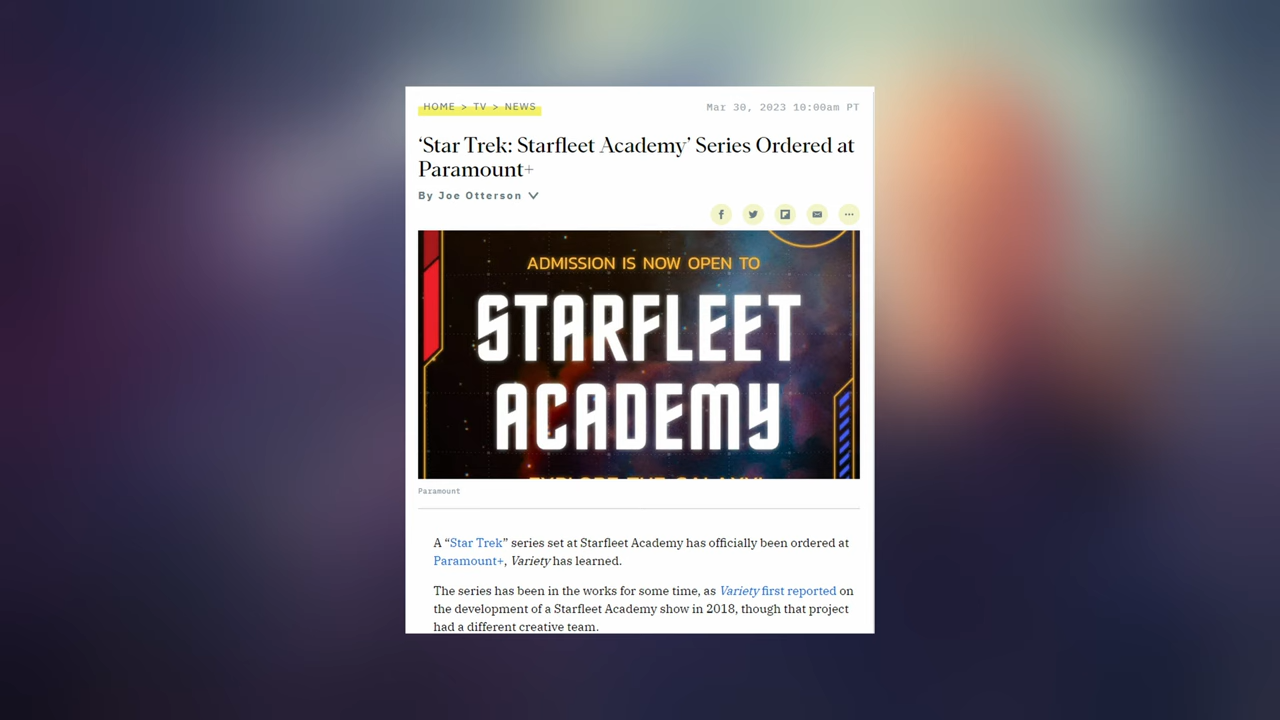 HOME > TV > NEWS
Mar 30, 2023 10:00am PT
‘Star Trek: Starfleet Academy’ Series Ordered at
Paramount+
By Joe Otterson
ADMISSION IS NOW OPEN TO
STARFLEET
ACADEMY
Paramount
A “Star Trek” series set at Starfleet Academy has officially been ordered at
Paramount+, Variety has learned.
The series has been in the works for some time, as Variety first reported on
the development of a Starfleet Academy show in 2018, though that project
had a different creative team.